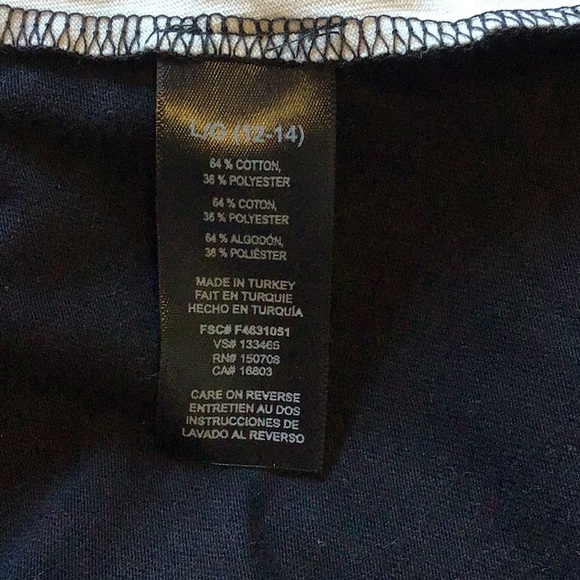 L/G (12-14)
64 % COTTON,
36 % POLYESTER
64 % COTON,
36 % POLYESTER
64 % ALGODÓN,
36 % POLIÉSTER
MADE IN TURKEY
FAIT EN TURQUIE
HECHO EN TURQUÍA
FSC# F4631051
VS# 133465
RN# 150708
CA# 16803
CARE ON REVERSE
ENTRETIEN AU DOS
INSTRUCCIONES DE
LAVADO AL REVERSO